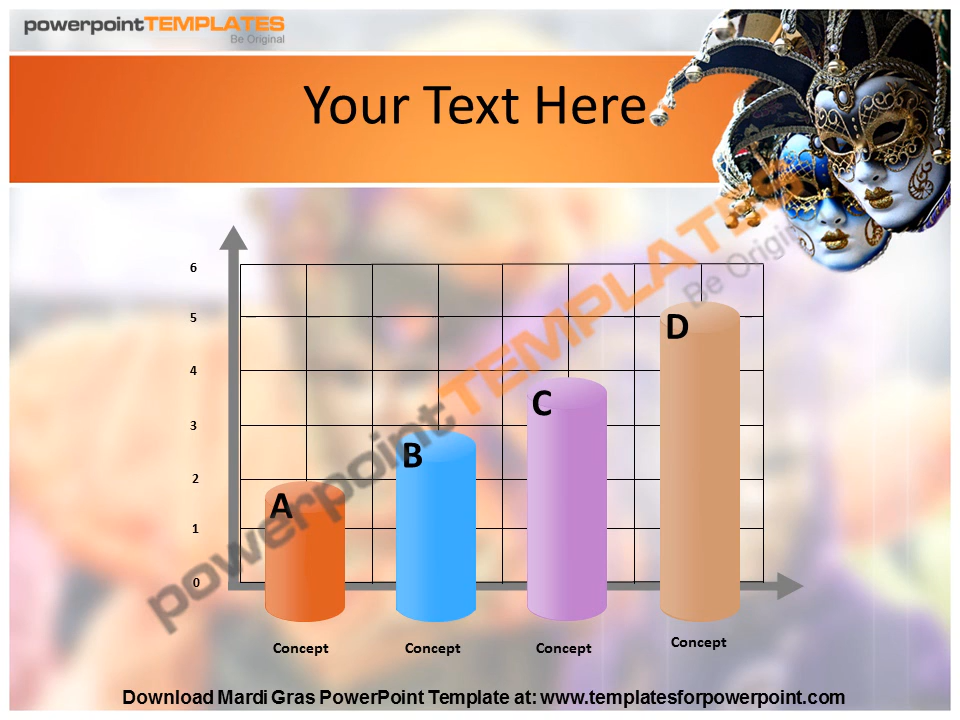 powerpointTEMPLATES
Be Original
Your Text Here
6
5
4
3
2
1
0
A
B
C
D
powerpointTEMPLATES
Be Origin
Concept
Concept
Concept
Concept
Download Mardi Gras PowerPoint Template at: www.templatesforpowerpoint.com